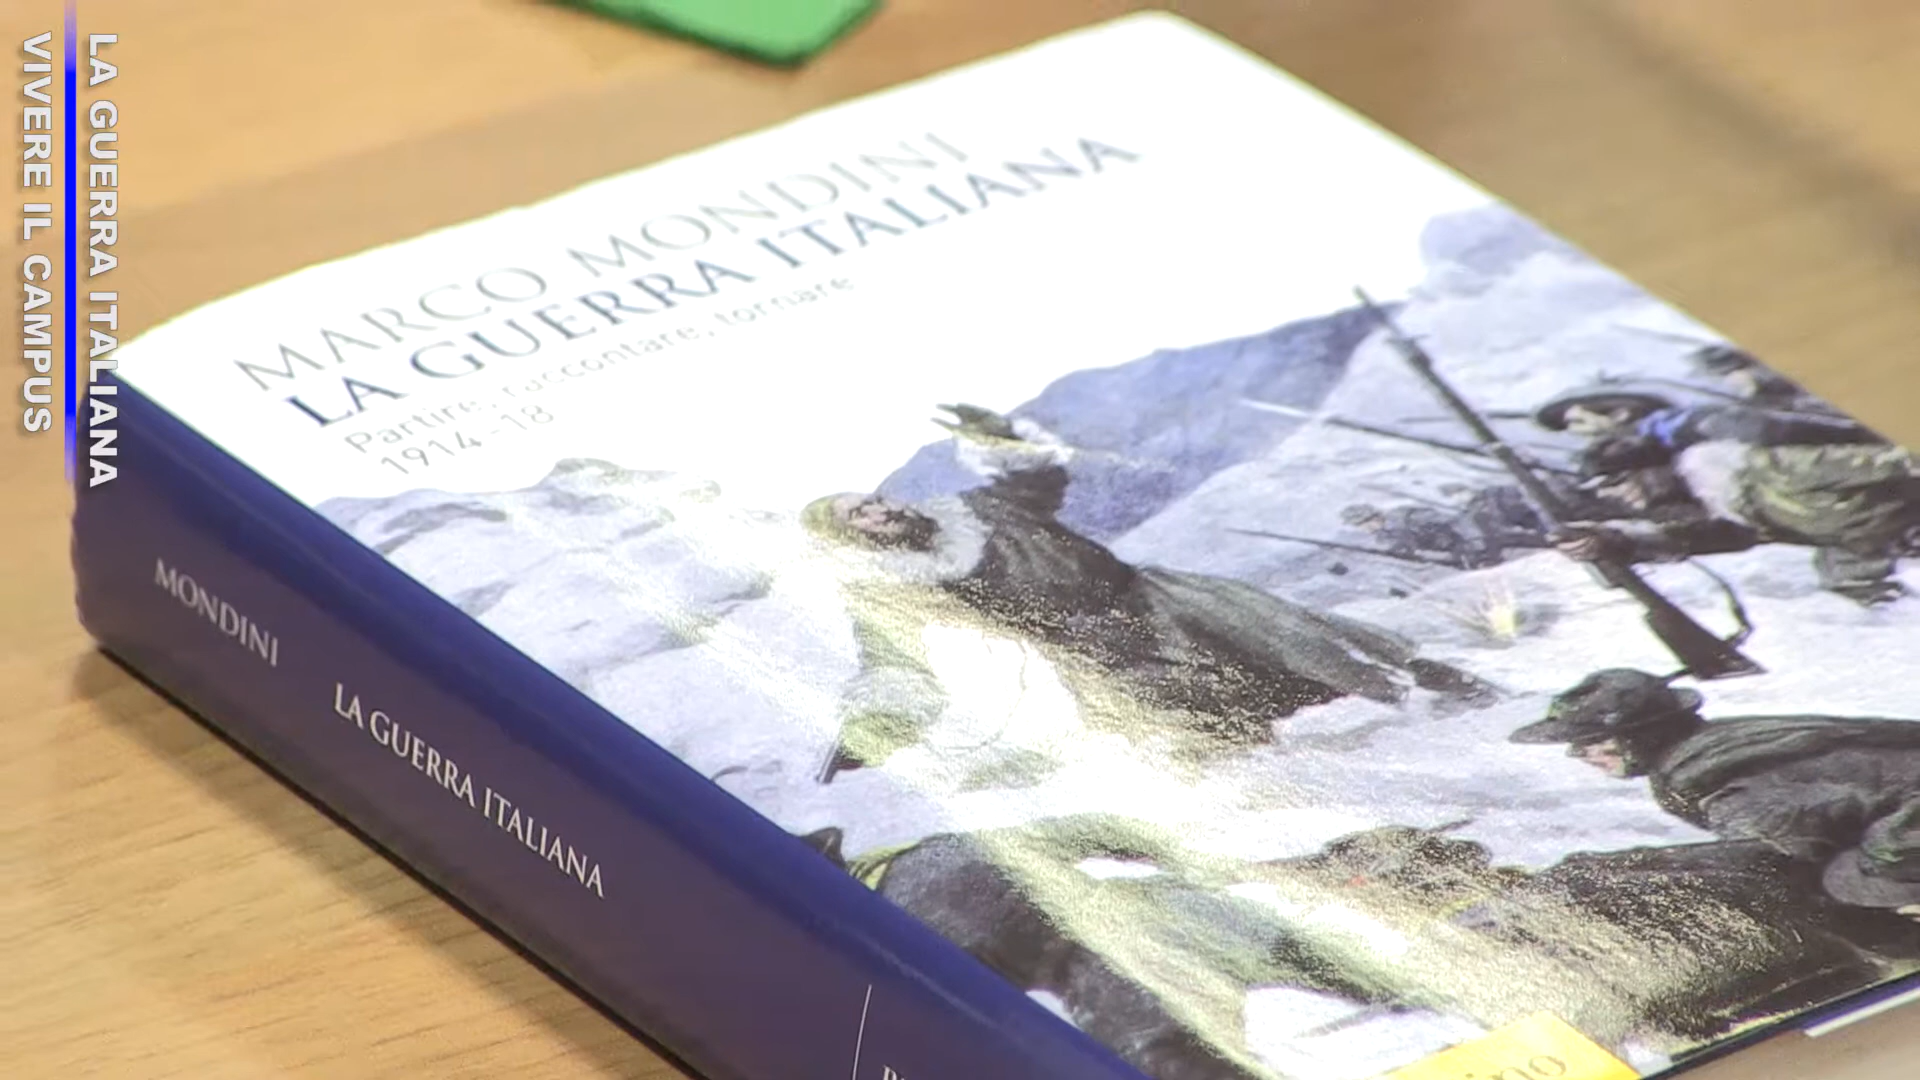 LA GUERRA ITALIANA
VIVERE IL CAMPUS
MARCO MONDINI
LA GUERRA ITALIANA
Partire, raccontare, tornare
1914-18
MONDINI
LA GUERRA ITALIANA